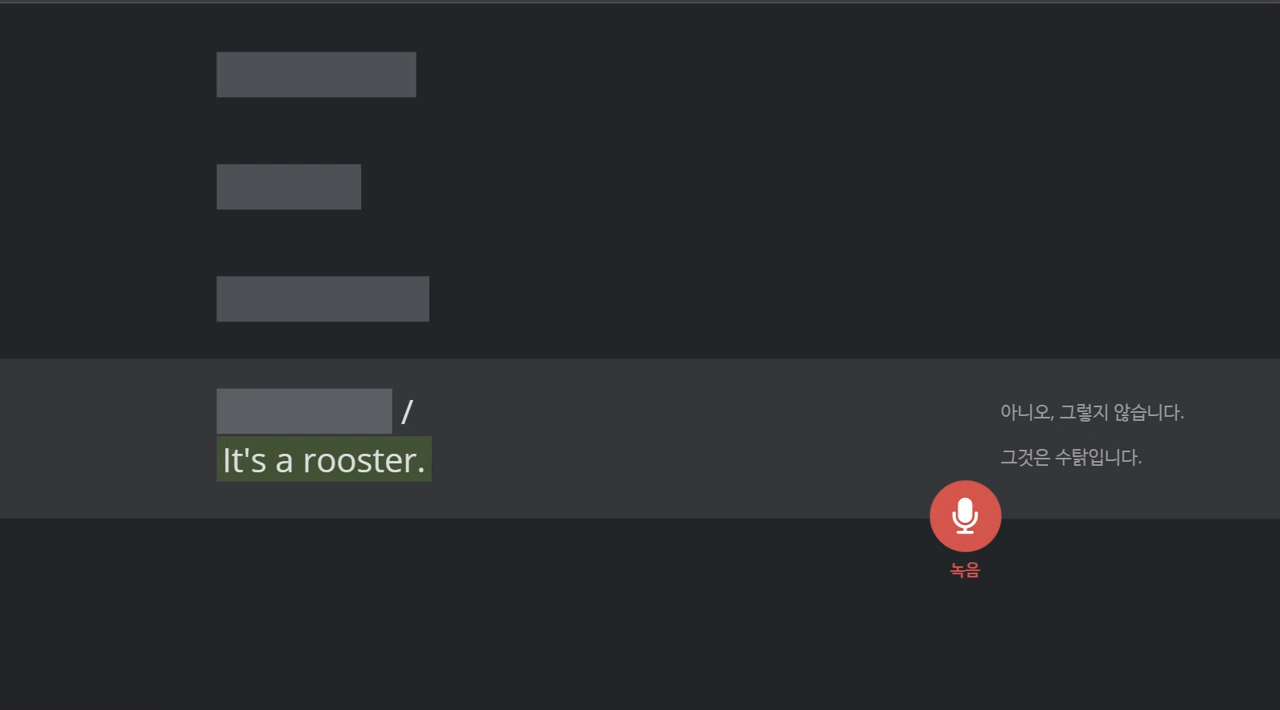 /
아니오, 그렇지 않습니다.
It's a rooster.
그것은 수탉입니다.
녹음